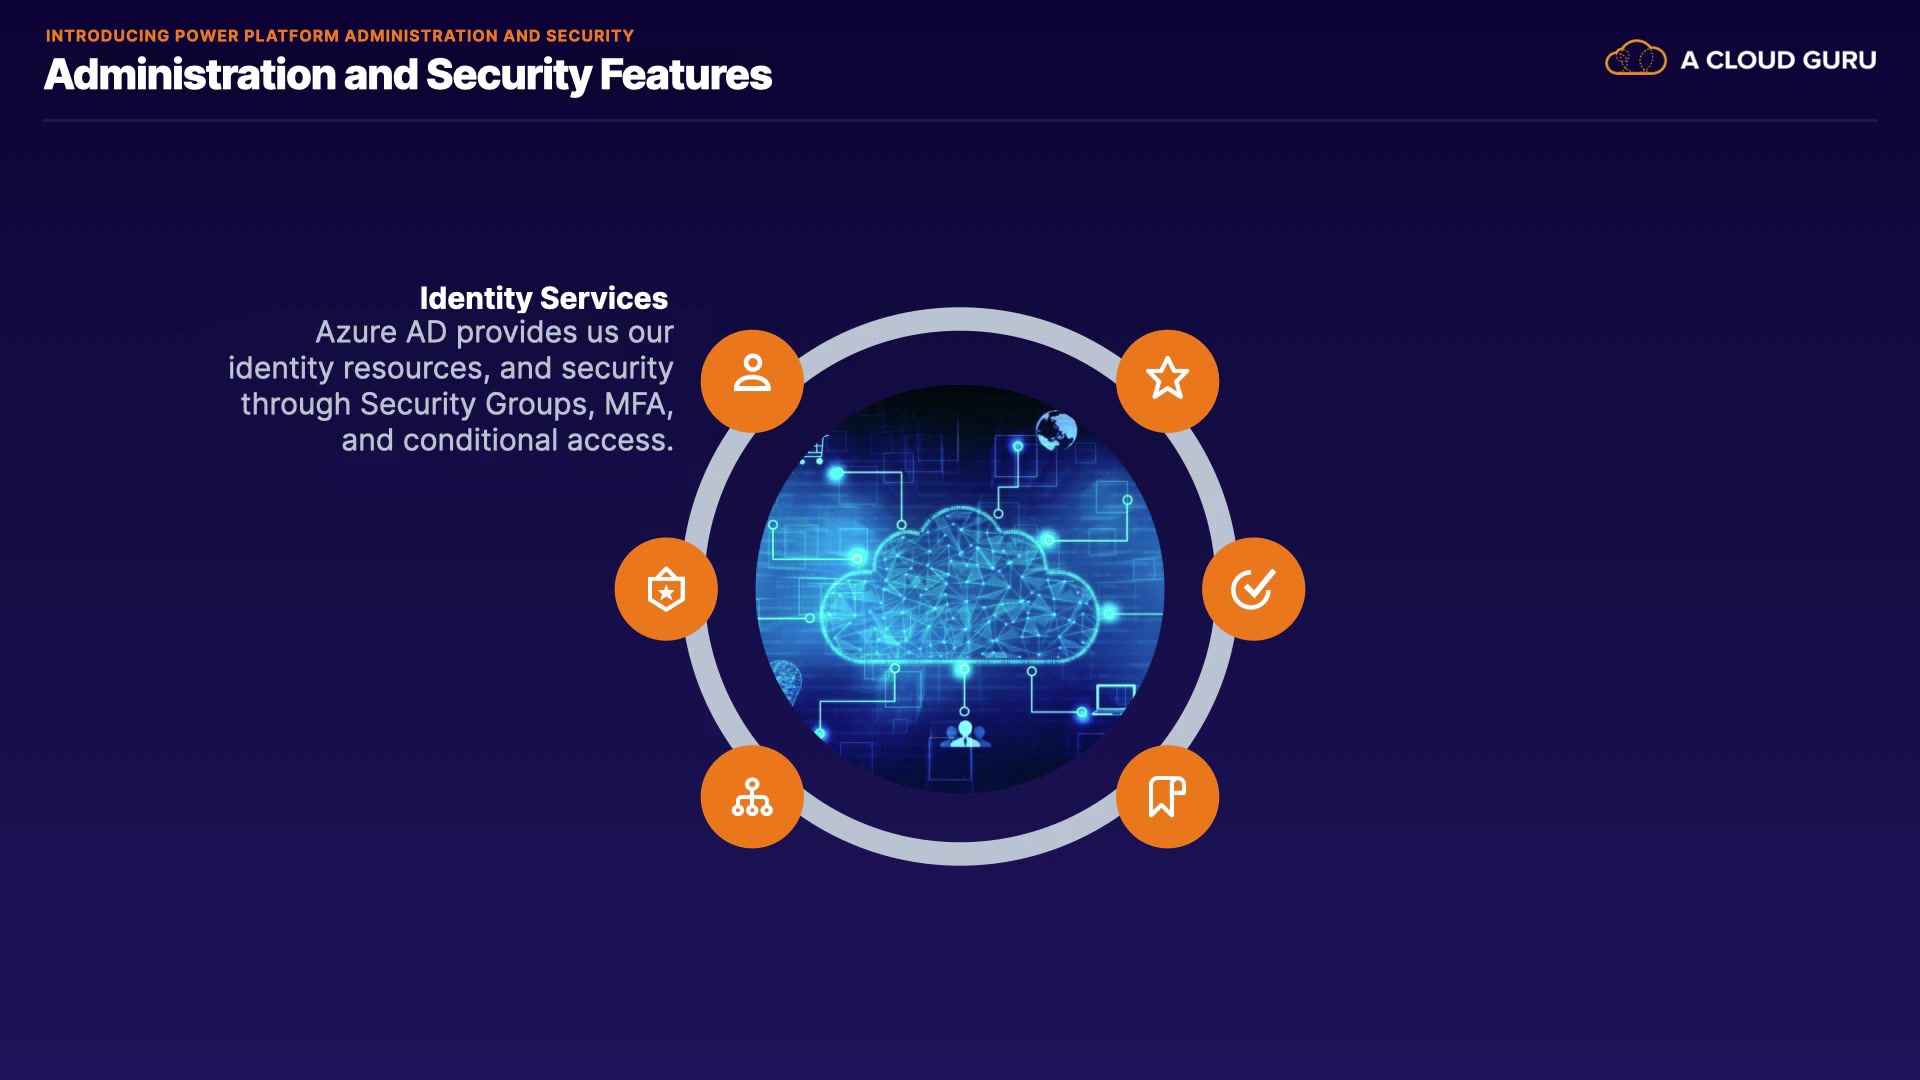 INTRODUCING POWER PLATFORM ADMINISTRATION AND SECURITY
Administration and Security Features
A CLOUD GURU
Identity Services
Azure AD provides us our
identity resources, and security
through Security Groups, MFA,
and conditional access.